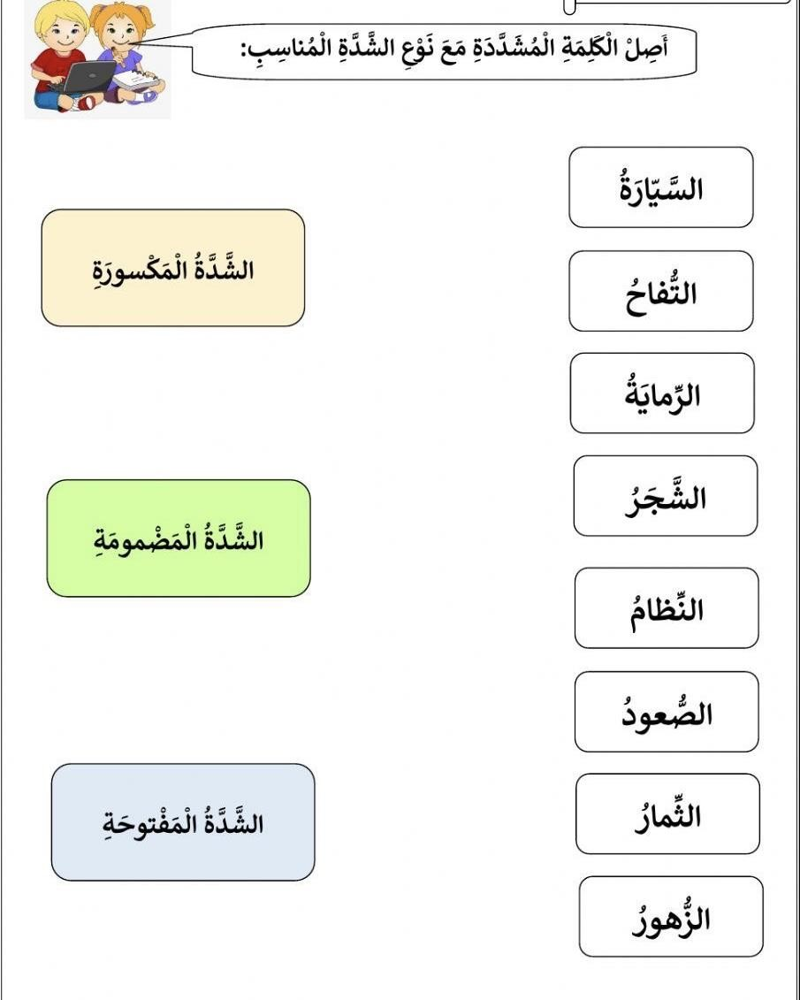 أَصِلْ الْكَلِمَةِ الْمُشَدَّدَةِ مَعَ نَوْعِ الشَّدَّةِ الْمُناسِبِ:
السَّيّارَةُ
الشَّدَّةُ الْمَكْسورَةِ
التُّفاحُ
الرِّمايَةُ
الشَّجَرُ
الشَّدَّةُ الْمَضْمومَةِ
النِّظامُ
الصُّعودُ
الثِّمارُ
الشَّدَّةُ الْمَفْتوحَةِ
الزُّهورُ